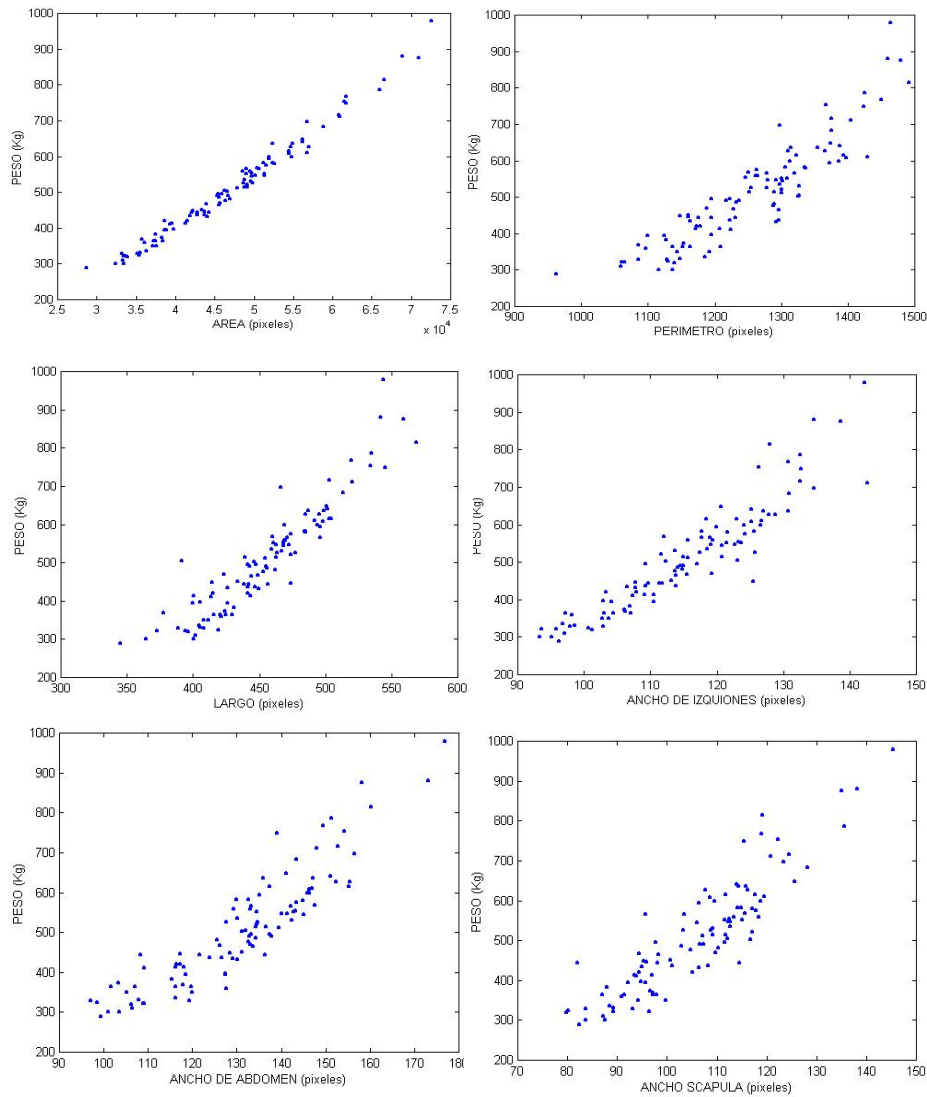 1000
900
800
700
600
500
400
300
200
PESO (Kg)
2.5 3 3.5 4 4.5 5 5.5 6 6.5 7 7.5
AREA (pixeles)
x 10⁴
1000
900
800
700
600
500
400
300
200
PESO (Kg)
900 1000 1100 1200 1300 1400 1500
PERIMETRO (pixeles)
1000
900
800
700
600
500
400
300
200
PESO (Kg)
300 350 400 450 500 550 600
LARGO (pixeles)
1000
900
800
700
600
500
400
300
200
PESO (Kg)
90 100 110 120 130 140 150
ANCHO DE IZQUIONES (pixeles)
1000
900
800
700
600
500
400
300
200
PESO (Kg)
90 100 110 120 130 140 150 160 170 180
ANCHO DE ABDOMEN (pixeles)
1000
900
800
700
600
500
400
300
200
PESO (Kg)
70 80 90 100 110 120 130 140 150
ANCHO SCAPULA (pixeles)